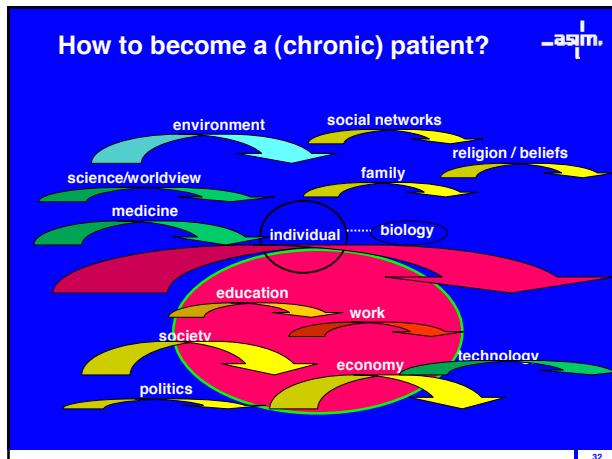 How to become a (chronic) patient?
asim.
social networks
environment
religion / beliefs
science/worldview
family
medicine
individual
biology
education
work
society
economy
technology
politics
32